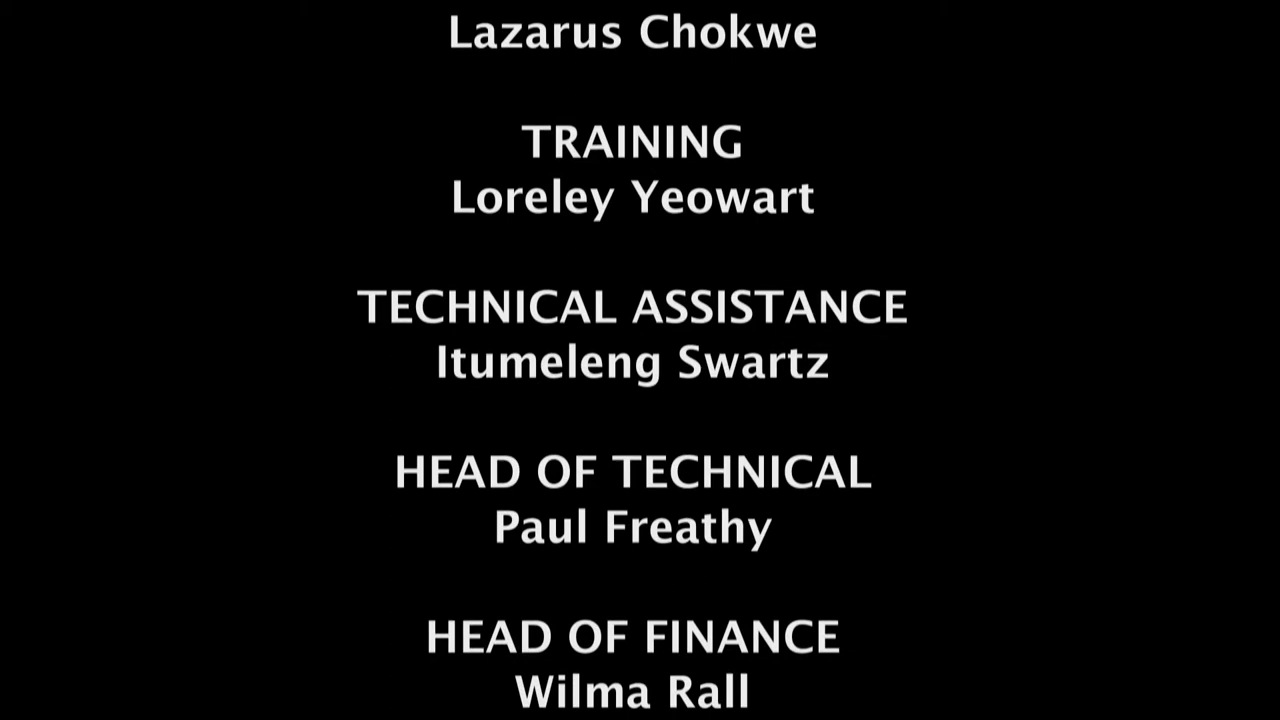 Lazarus Chokwe
TRAINING
Loreley Yeowart
TECHNICAL ASSISTANCE
Itumeleng Swartz
HEAD OF TECHNICAL
Paul Freathy
HEAD OF FINANCE
Wilma Rall